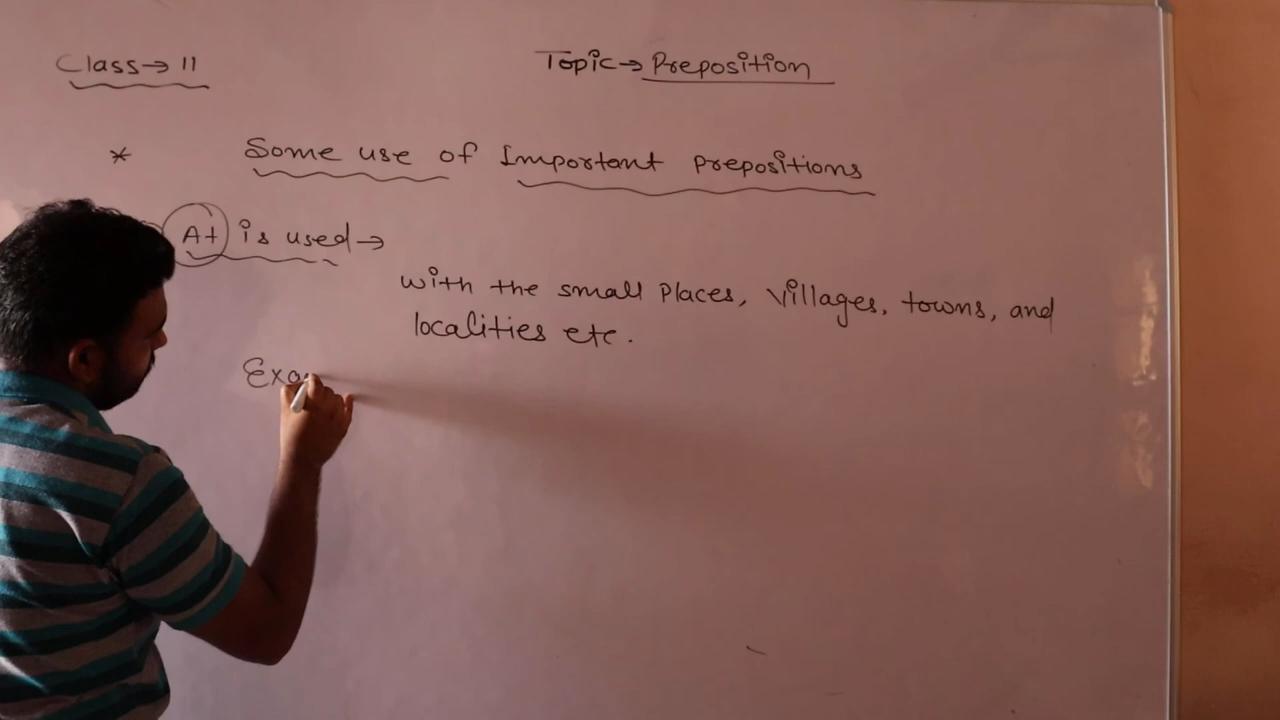 Class→ 11
Topic→ Preposition
* Some use of Important prepositions
At is used →
with the small Places, Villages, towns, and
localities etc.
Exa